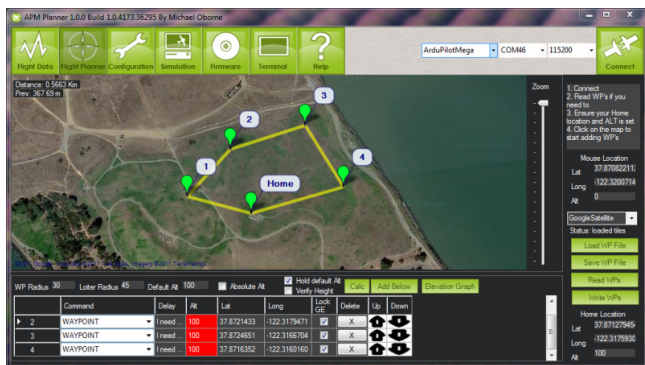 APM Planner 1.0.0 Build 1.0.4173.36295 By Michael Oborne
Flight Data Flight Planner Configuration Simulation Firmware Terminal Help
ArduPilotMega COM46 115200
Connect
Distance: 0.5663 Km
Prev: 367.69 m
1
2
3
4
Home
Zoom
1. Connect
2. Read WP's if you
need to.
3. Ensure your Home
location and ALT is set
4. Click on the map to
start adding WP's
Mouse Location
Lat 37.87082211
Long -122.3200714
Alt 0
GoogleSatellite
Status: loaded tiles
Load WP File
Save WP File
Read WPs
Write WPs
Home Location
Lat 37.87127945
Long -122.3175930
Alt 100
WP Radius 30 Loiter Radius 45 Default Alt 100 Absolute Alt Hold default Alt
Verify Height
Calc Add Below Elevation Graph
Command Delay Alt Lat Long Lock GE Delete Up Down
2 WAYPOINT I need ... 100 37.8721433 -122.3179471 X
3 WAYPOINT I need ... 100 37.8724651 -122.3166704 X
4 WAYPOINT I need ... 100 37.8716352 -122.3160160 X